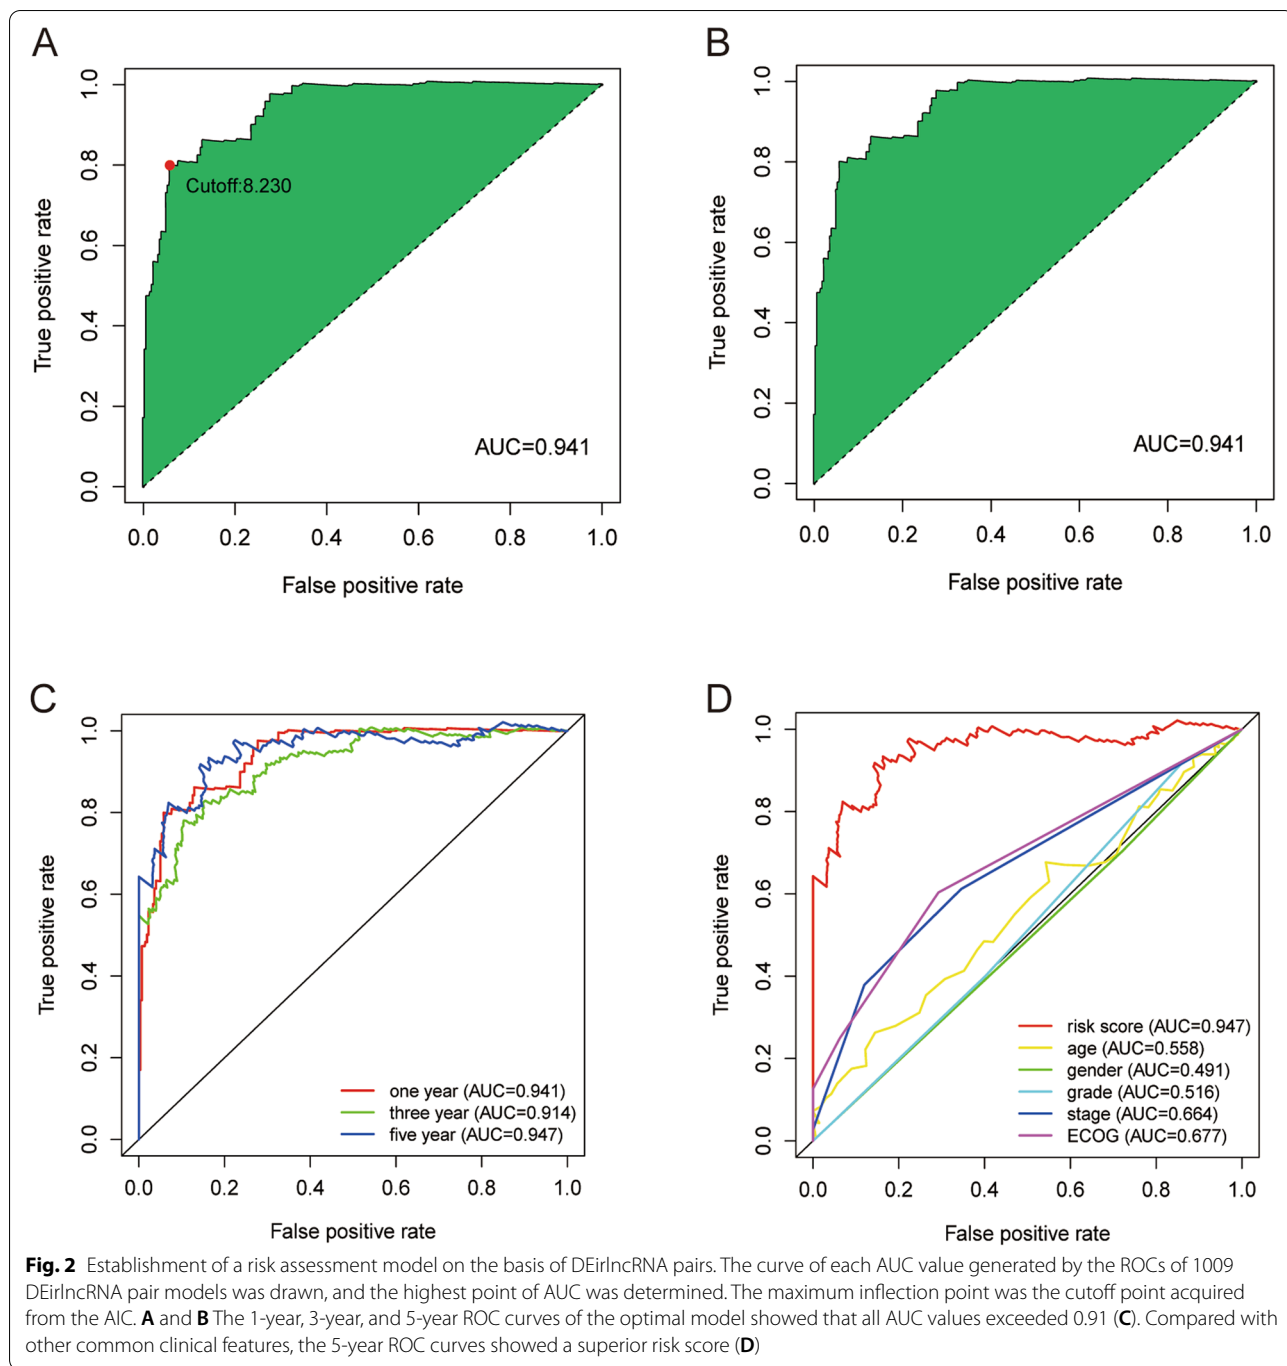 A
1.0
0.8
0.6
0.4
0.2
0.0
True positive rate
Cutoff:8.230
AUC=0.941
0.0 0.2 0.4 0.6 0.8 1.0
False positive rate
B
1.0
0.8
0.6
0.4
0.2
0.0
True positive rate
AUC=0.941
0.0 0.2 0.4 0.6 0.8 1.0
False positive rate
C
1.0
0.8
0.6
0.4
0.2
0.0
True positive rate
one year (AUC=0.941)
three year (AUC=0.914)
five year (AUC=0.947)
0.0 0.2 0.4 0.6 0.8 1.0
False positive rate
D
1.0
0.8
0.6
0.4
0.2
0.0
True positive rate
risk score (AUC=0.947)
age (AUC=0.558)
gender (AUC=0.491)
grade (AUC=0.516)
stage (AUC=0.664)
ECOG (AUC=0.677)
0.0 0.2 0.4 0.6 0.8 1.0
False positive rate
Fig. 2 Establishment of a risk assessment model on the basis of DEirlncRNA pairs. The curve of each AUC value generated by the ROCs of 1009
DEirlncRNA pair models was drawn, and the highest point of AUC was determined. The maximum inflection point was the cutoff point acquired
from the AIC. A and B The 1-year, 3-year, and 5-year ROC curves of the optimal model showed that all AUC values exceeded 0.91 (C). Compared with
other common clinical features, the 5-year ROC curves showed a superior risk score (D)